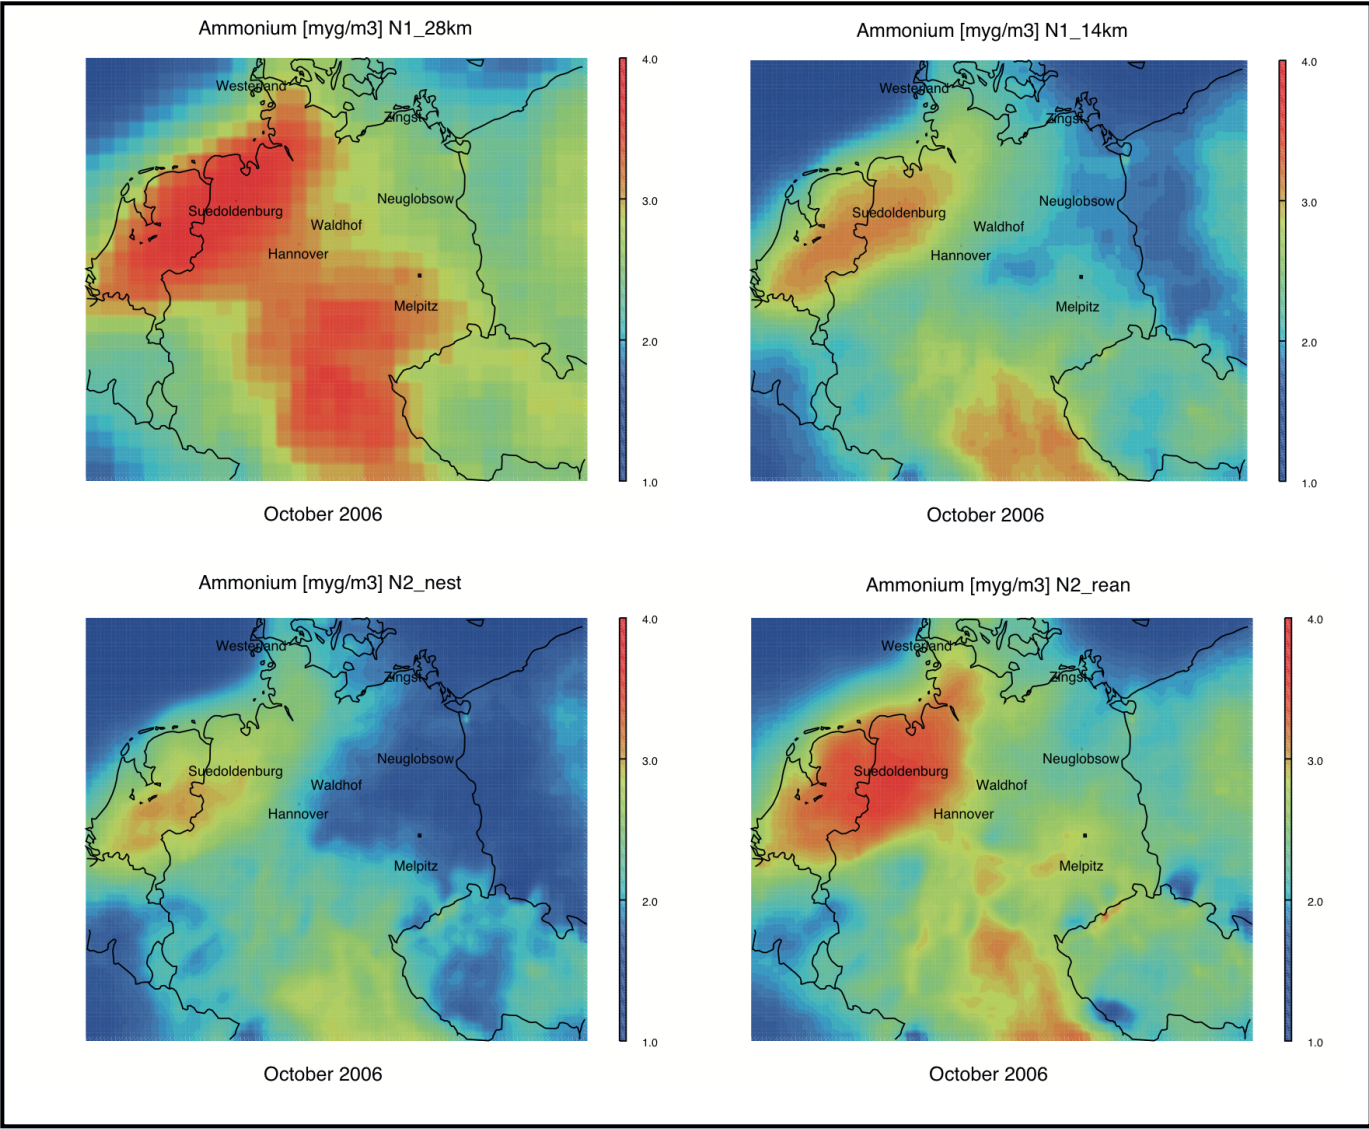 Ammonium [myg/m3] N1_28km
4.0
Westerland
Zingst
3.0
Neuglobsow
Suedoldenburg
Waldhof
Hannover
Melpitz
2.0
1.0
October 2006
Ammonium [myg/m3] N1_14km
4.0
Westerland
Zingst
3.0
Neuglobsow
Suedoldenburg
Waldhof
Hannover
Melpitz
2.0
1.0
October 2006
Ammonium [myg/m3] N2_nest
4.0
Westerland
Zingst
3.0
Neuglobsow
Suedoldenburg
Waldhof
Hannover
Melpitz
2.0
1.0
October 2006
Ammonium [myg/m3] N2_rean
4.0
Westerland
Zingst
3.0
Neuglobsow
Suedoldenburg
Waldhof
Hannover
Melpitz
2.0
1.0
October 2006